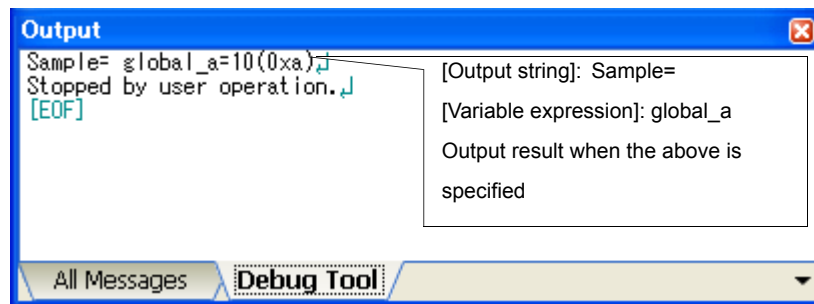 Output
Sample= global_a=10(0xa)↲
Stopped by user operation.↲
[EOF]
[Output string]: Sample=
[Variable expression]: global_a
Output result when the above is
specified
All Messages
Debug Tool